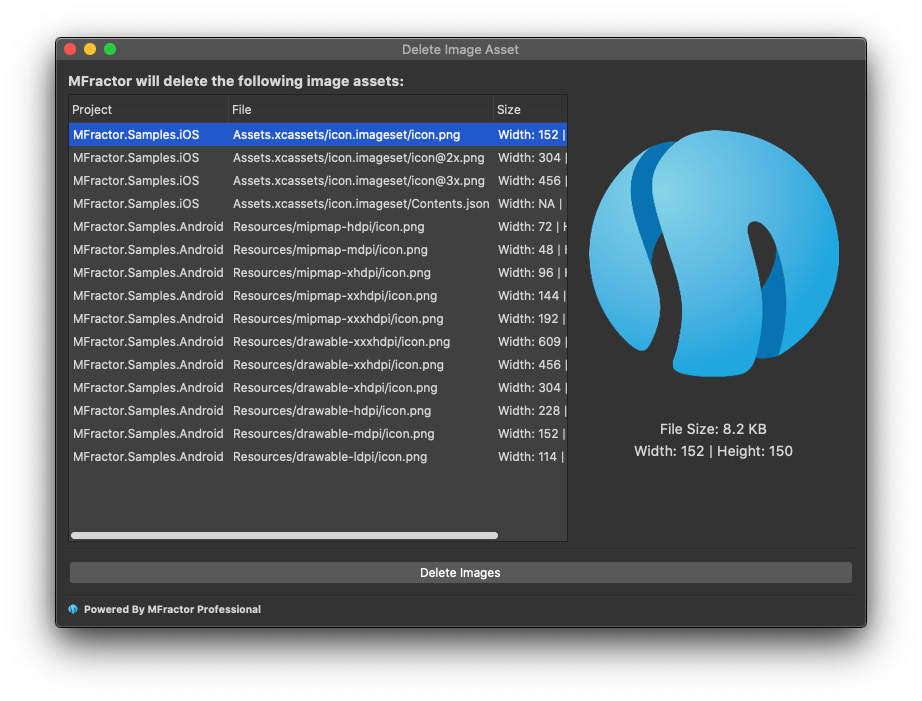 Delete Image Asset
MFractor will delete the following image assets:
Project File Size
MFractor.Samples.iOS Assets.xcassets/icon.imageset/icon.png Width: 152 |
MFractor.Samples.iOS Assets.xcassets/icon.imageset/icon@2x.png Width: 304 |
MFractor.Samples.iOS Assets.xcassets/icon.imageset/icon@3x.png Width: 456 |
MFractor.Samples.iOS Assets.xcassets/icon.imageset/Contents.json Width: NA |
MFractor.Samples.Android Resources/mipmap-hdpi/icon.png Width: 72 |
MFractor.Samples.Android Resources/mipmap-mdpi/icon.png Width: 48 |
MFractor.Samples.Android Resources/mipmap-xhdpi/icon.png Width: 96 |
MFractor.Samples.Android Resources/mipmap-xxhdpi/icon.png Width: 144 |
MFractor.Samples.Android Resources/mipmap-xxxhdpi/icon.png Width: 192 |
MFractor.Samples.Android Resources/drawable-xxxhdpi/icon.png Width: 609 |
MFractor.Samples.Android Resources/drawable-xxhdpi/icon.png Width: 456 |
MFractor.Samples.Android Resources/drawable-xhdpi/icon.png Width: 304 |
MFractor.Samples.Android Resources/drawable-hdpi/icon.png Width: 228 |
MFractor.Samples.Android Resources/drawable-mdpi/icon.png Width: 152 |
MFractor.Samples.Android Resources/drawable-ldpi/icon.png Width: 114 |
File Size: 8.2 KB
Width: 152 | Height: 150
Delete Images
Powered By MFractor Professional